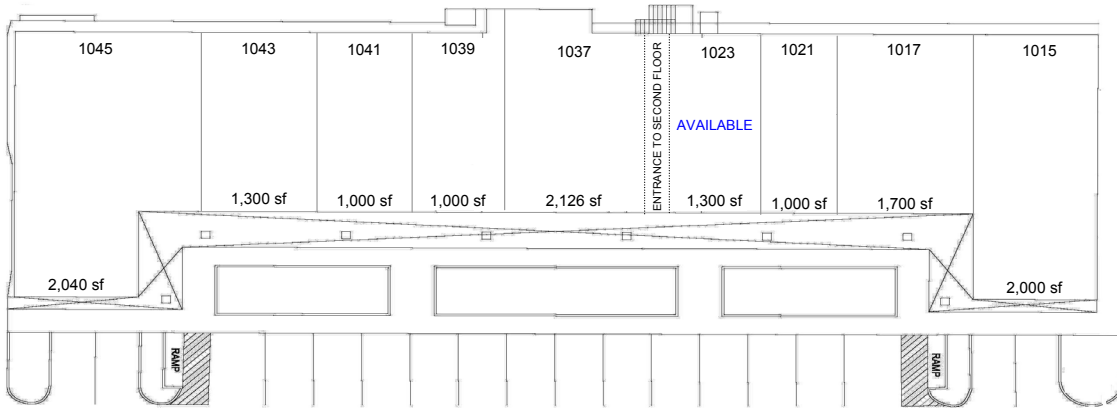 1045
1043
1041
1039
1037
1023
1021
1017
1015
ENTRANCE TO SECOND FLOOR
AVAILABLE
1,300 sf
1,000 sf
1,000 sf
2,126 sf
1,300 sf
1,000 sf
1,700 sf
2,040 sf
2,000 sf
RAMP
RAMP